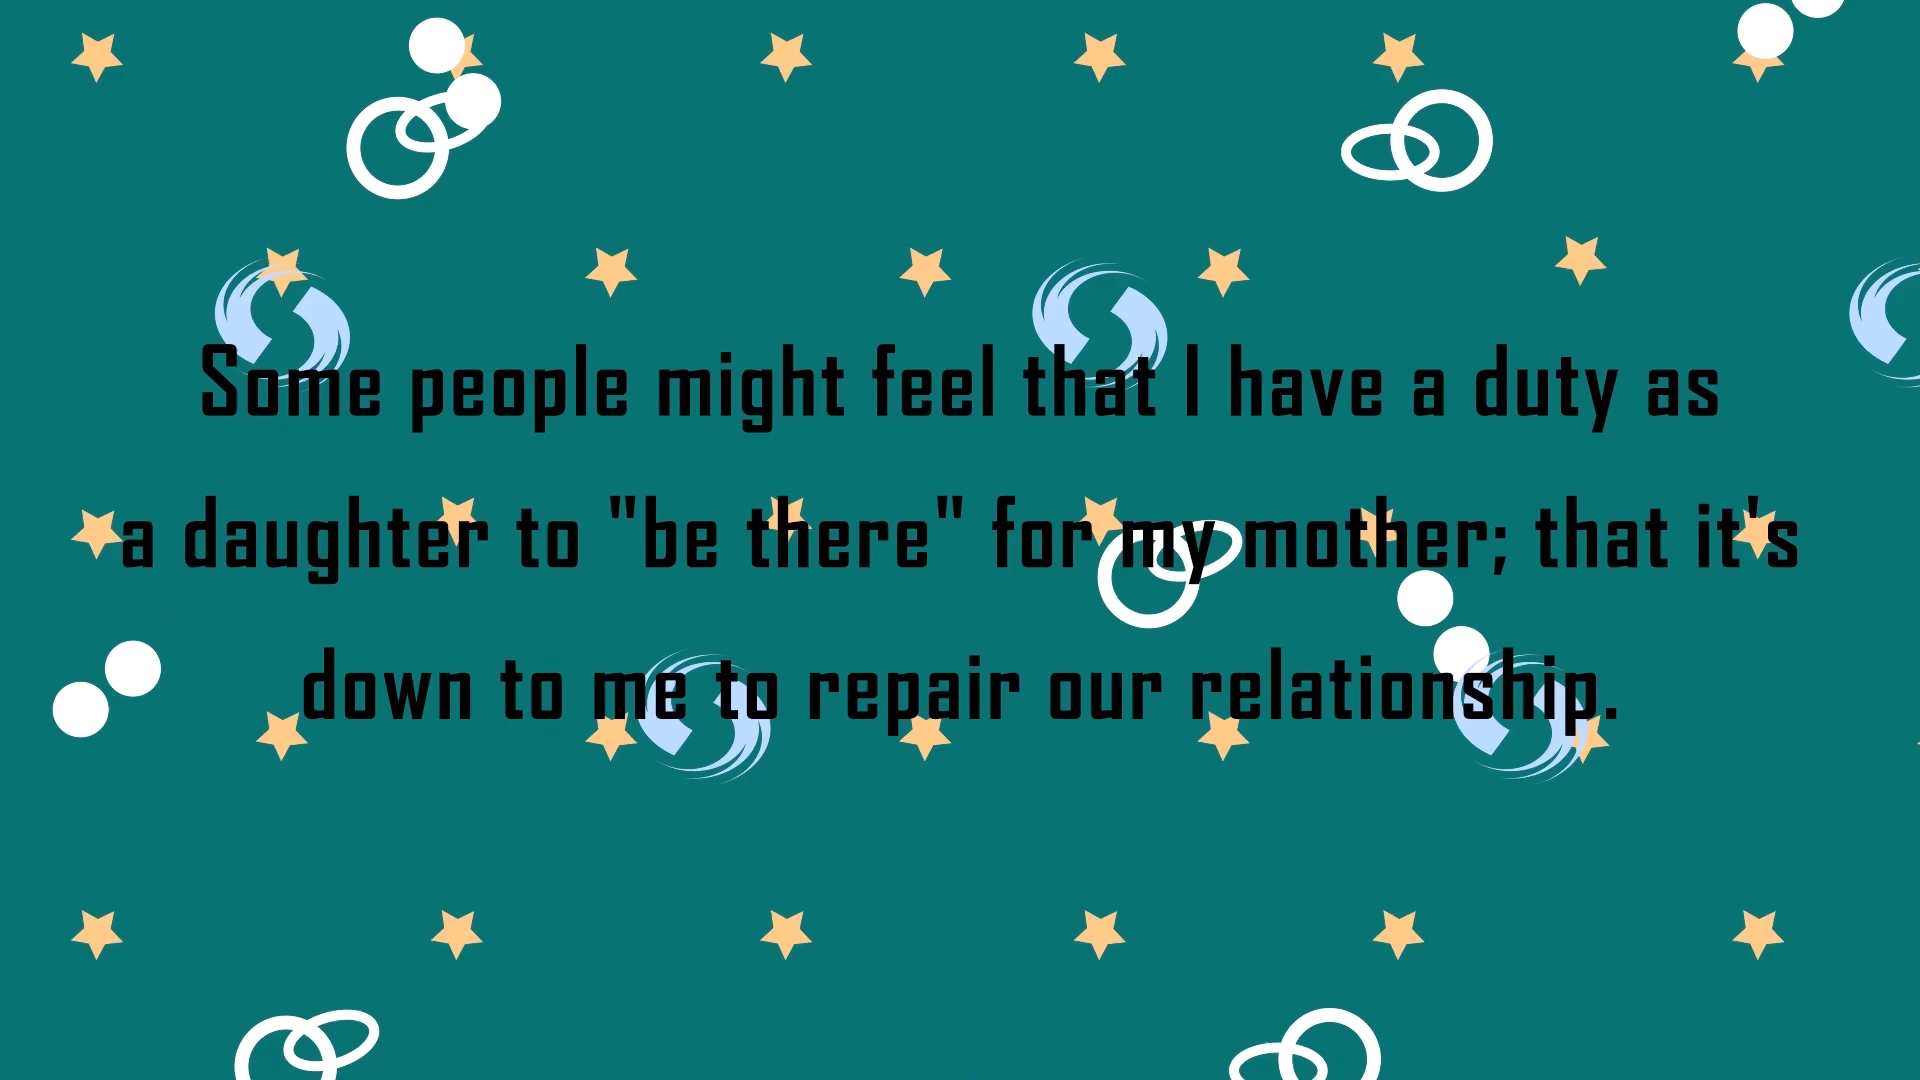 Some people might feel that I have a duty as
a daughter to "be there" for my mother; that it's
down to me to repair our relationship.